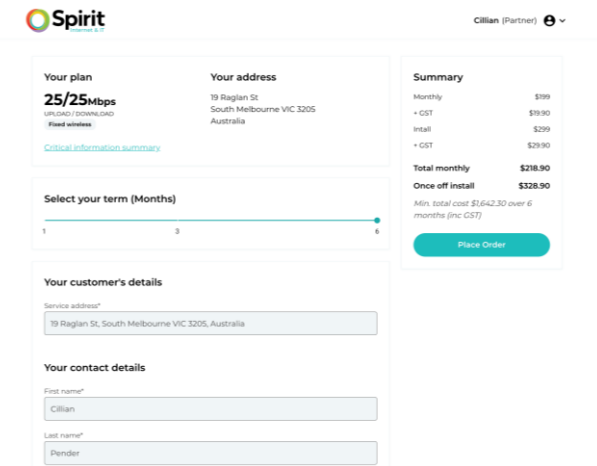 Spirit
Internet & IT
Cillian (Partner)
Your plan
25/25Mbps
UPLOAD / DOWNLOAD
Fixed wireless
Critical information summary
Your address
19 Raglan St
South Melbourne VIC 3205
Australia
Summary
Monthly $199
+ GST $19.90
Intall $299
+ GST $29.90
Total monthly $218.90
Once off install $328.90
Min. total cost $1,642.30 over 6
months (inc GST)
Place Order
Select your term (Months)
1 3 6
Your customer's details
Service address*
19 Raglan St, South Melbourne VIC 3205, Australia
Your contact details
First name*
Cillian
Last name*
Pender